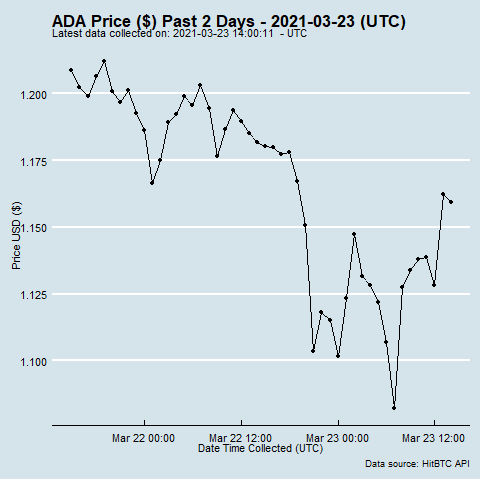 ADA Price ($) Past 2 Days - 2021-03-23 (UTC)
Latest data collected on: 2021-03-23 14:00:11 - UTC
1.200
1.175
1.150
1.125
1.100
Price USD ($)
Mar 22 00:00 Mar 22 12:00 Mar 23 00:00 Mar 23 12:00
Date Time Collected (UTC)
Data source: HitBTC API